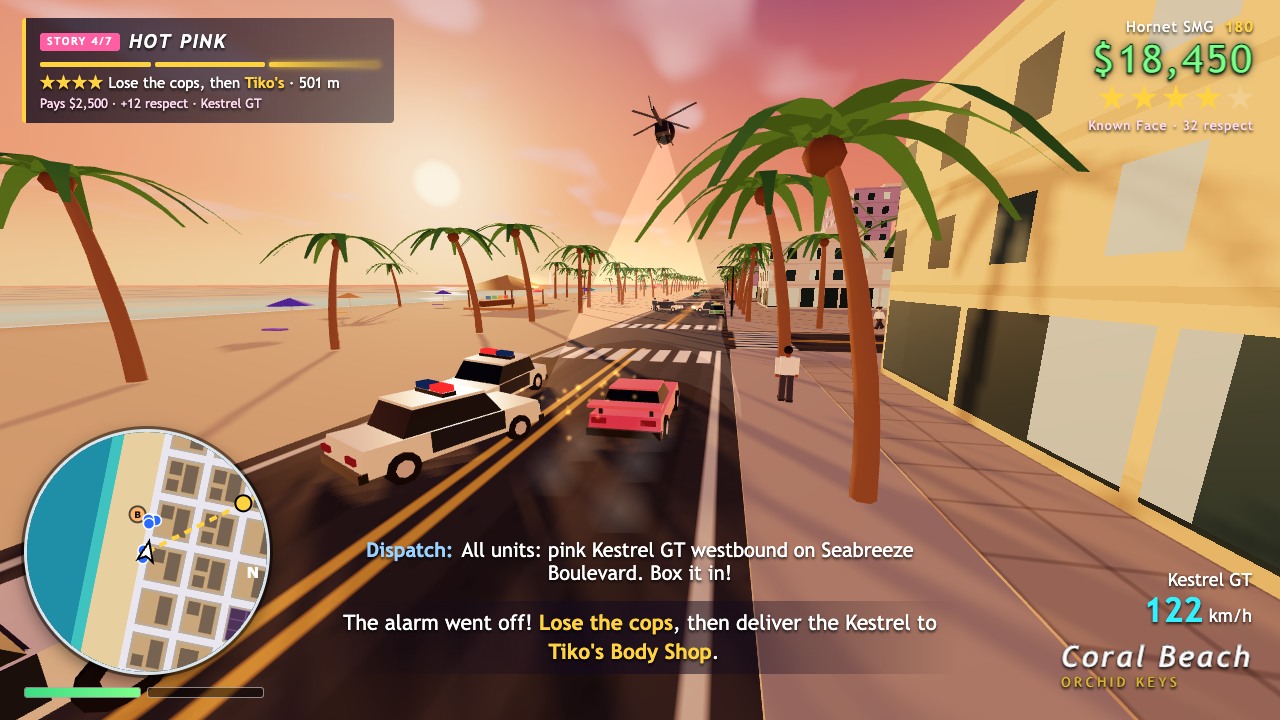 STORY 4/7 HOT PINK
★★★★ Lose the cops, then Tiko's · 501 m
Pays $2,500 · +12 respect · Kestrel GT
Hornet SMG 180
$18,450
Known Face · 32 respect
B
N
Dispatch: All units: pink Kestrel GT westbound on Seabreeze
Boulevard. Box it in!
The alarm went off! Lose the cops, then deliver the Kestrel to
Tiko's Body Shop.
Kestrel GT
122 km/h
Coral Beach
ORCHID KEYS